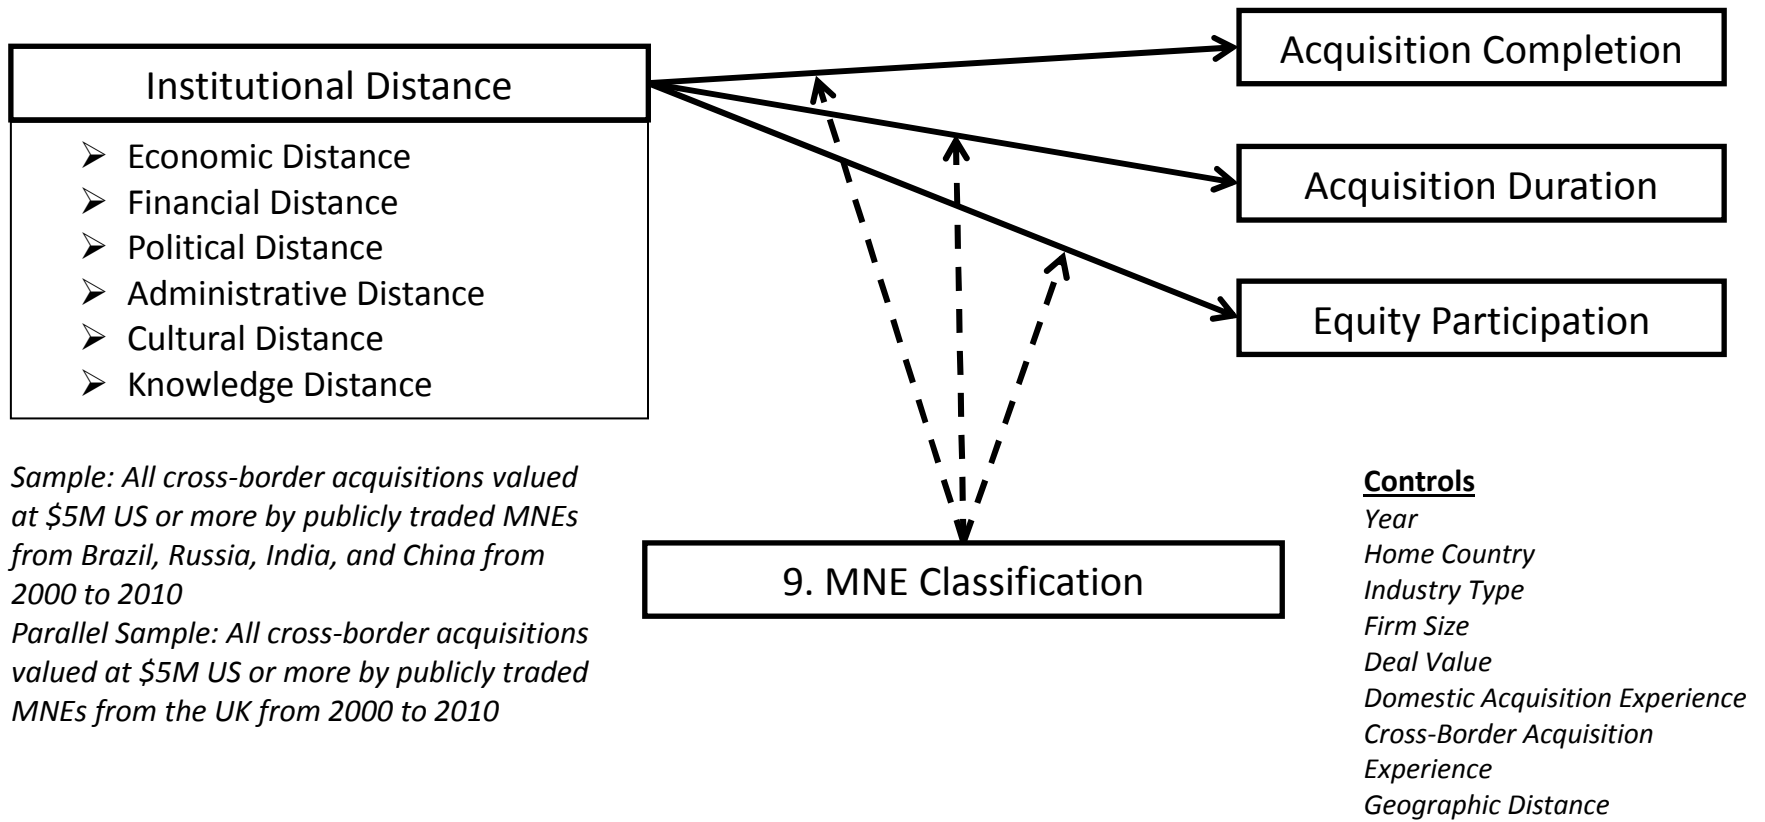 Institutional Distance
➢ Economic Distance
➢ Financial Distance
➢ Political Distance
➢ Administrative Distance
➢ Cultural Distance
➢ Knowledge Distance
Acquisition Completion
Acquisition Duration
Equity Participation
9. MNE Classification
Sample: All cross-border acquisitions valued
at $5M US or more by publicly traded MNEs
from Brazil, Russia, India, and China from
2000 to 2010
Parallel Sample: All cross-border acquisitions
valued at $5M US or more by publicly traded
MNEs from the UK from 2000 to 2010
Controls
Year
Home Country
Industry Type
Firm Size
Deal Value
Domestic Acquisition Experience
Cross-Border Acquisition
Experience
Geographic Distance